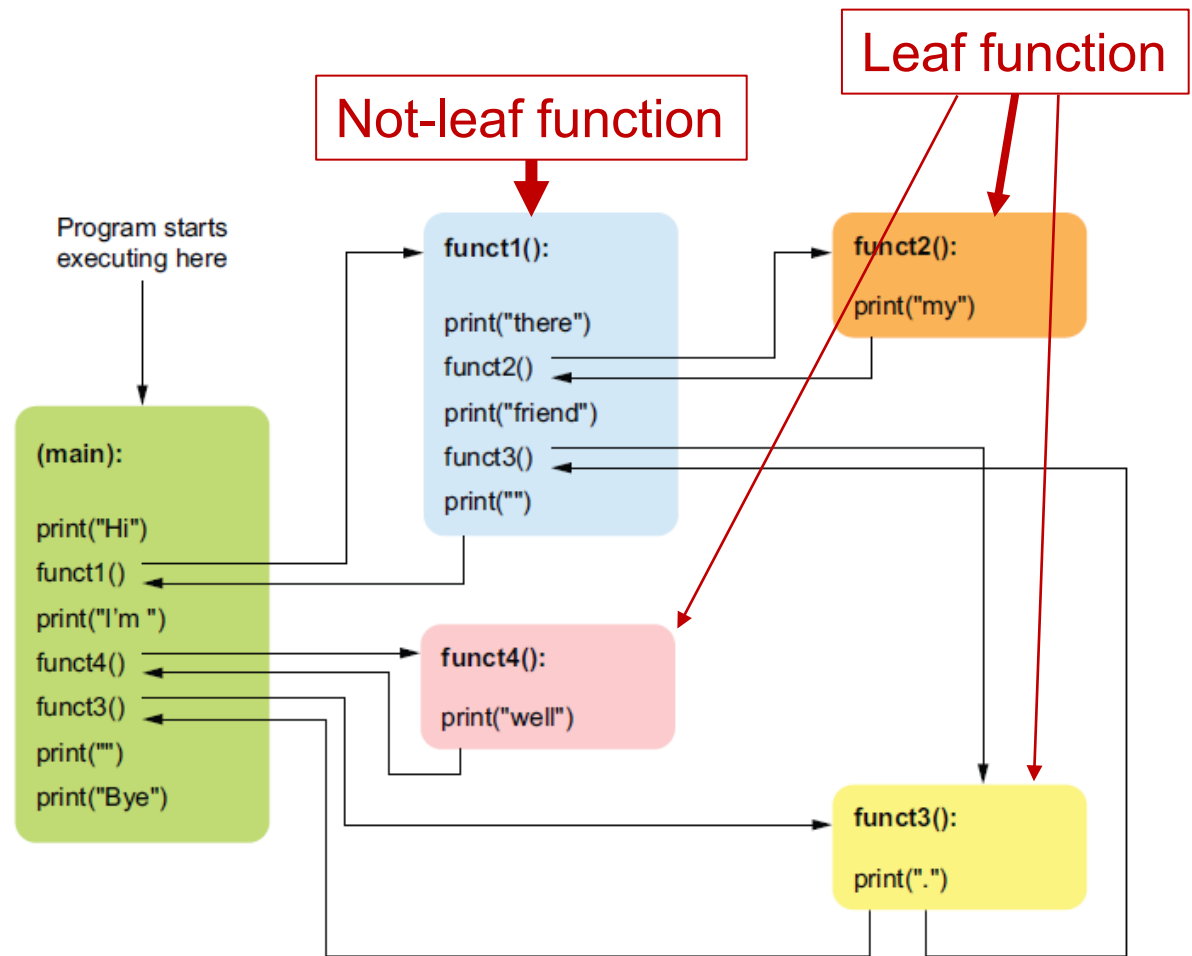 Leaf function
Not-leaf function
Program starts
executing here
funct1():
print("there")
funct2()
print("friend")
funct3()
print("")
funct2():
print("my")
(main):
print("Hi")
funct1()
print("I'm ")
funct4()
funct3()
print("")
print("Bye")
funct4():
print("well")
funct3():
print(".")